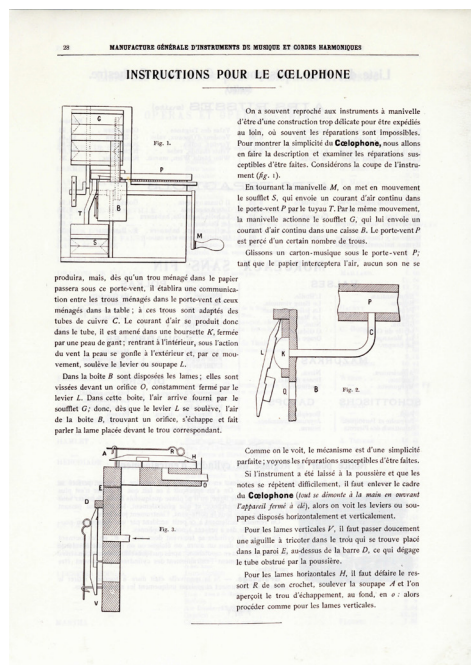 28 MANUFACTURE GÉNÉRALE D'INSTRUMENTS DE MUSIQUE ET CORDES HARMONIQUES
INSTRUCTIONS POUR LE CŒLOPHONE
G
Fig. 1.
P
T
B
S
M
On a souvent reproché aux instruments à manivelle
d'être d'une construction trop délicate pour être expédiés
au loin, où souvent les réparations sont impossibles.
Pour montrer la simplicité du Cœlophone, nous allons
en faire la description et examiner les réparations sus-
ceptibles d'être faites. Considérons la coupe de l'instru-
ment (fig. 1).
En tournant la manivelle M, on met en mouvement
le soufflet S, qui envoie un courant d'air continu dans
le porte-vent P par le tuyau T. Par le même mouvement,
la manivelle actionne le soufflet G, qui lui envoie un
courant d'air continu dans une caisse B. Le porte-vent P
est percé d'un certain nombre de trous.
Glissons un carton-musique sous le porte-vent P;
tant que le papier interceptera l'air, aucun son ne se
produira, mais, dès qu'un trou ménagé dans le papier
passera sous ce porte-vent, il établira une communica-
tion entre les trous ménagés dans le porte-vent et ceux
ménagés dans la table ; à ces trous sont adaptés des
tubes de cuivre C. Le courant d'air se produit donc
dans le tube, il est amené dans une boursette K, fermée
par une peau de gant ; rentrant à l'intérieur, sous l'action
du vent la peau se gonfle à l'extérieur et, par ce mou-
vement, soulève le levier ou soupape L.
Dans la boîte B sont disposées les lames ; elles sont
vissées devant un orifice O, constamment fermé par le
levier L. Dans cette boîte, l'air arrive fourni par le
soufflet G; donc, dès que le levier L se soulève, l'air
de la boîte B, trouvant un orifice, s'échappe et fait
parler la lame placée devant le trou correspondant.
P
C
L
K
O
B
Fig. 2.
A
R
H
E
D
V
Fig. 3.
Comme on le voit, le mécanisme est d'une simplicité
parfaite ; voyons les réparations susceptibles d'être faites.
Si l'instrument a été laissé à la poussière et que les
notes se répètent difficilement, il faut enlever le cadre
du Cœlophone (tout se démonte à la main en ouvrant
l'appareil fermé à clé), alors on voit les leviers ou sou-
papes disposés horizontalement et verticalement.
Pour les lames verticales V, il faut passer doucement
une aiguille à tricoter dans le trou qui se trouve placé
dans la paroi E, au-dessus de la barre D, ce qui dégage
le tube obstrué par la poussière.
Pour les lames horizontales H, il faut défaire le res-
sort R de son crochet, soulever la soupape A et l'on
aperçoit le trou d'échappement, au fond, en o : alors
procéder comme pour les lames verticales.